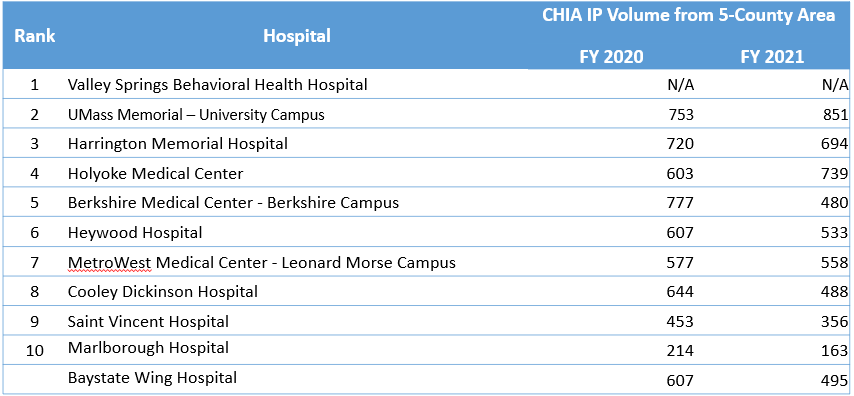 CHIA IP Volume from 5-County Area
Rank Hospital
FY 2020 FY 2021
1 Valley Springs Behavioral Health Hospital N/A N/A
2 UMass Memorial – University Campus 753 851
3 Harrington Memorial Hospital 720 694
4 Holyoke Medical Center 603 739
5 Berkshire Medical Center - Berkshire Campus 777 480
6 Heywood Hospital 607 533
7 MetroWest Medical Center - Leonard Morse Campus 577 558
8 Cooley Dickinson Hospital 644 488
9 Saint Vincent Hospital 453 356
10 Marlborough Hospital 214 163
Baystate Wing Hospital 607 495